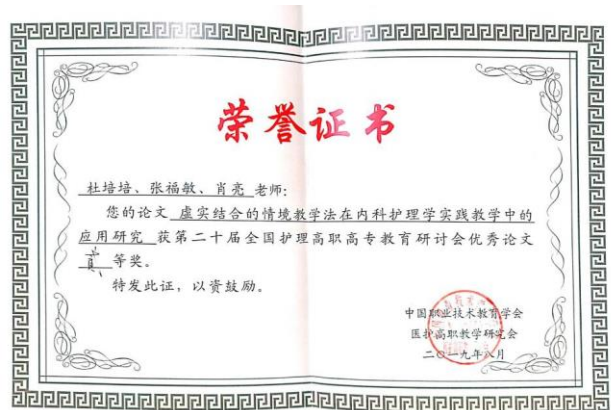 荣誉证书
杜培培、张福敏、肖亮 老师:
您的论文 虚实结合的情境教学法在内科护理学实践教学中的
应用研究 获第二十届全国护理高职高专教育研讨会优秀论文
等奖。
特发此证，以资鼓励。
中国职业技术教育学会
医护高职教学研究会
二〇一九年八月